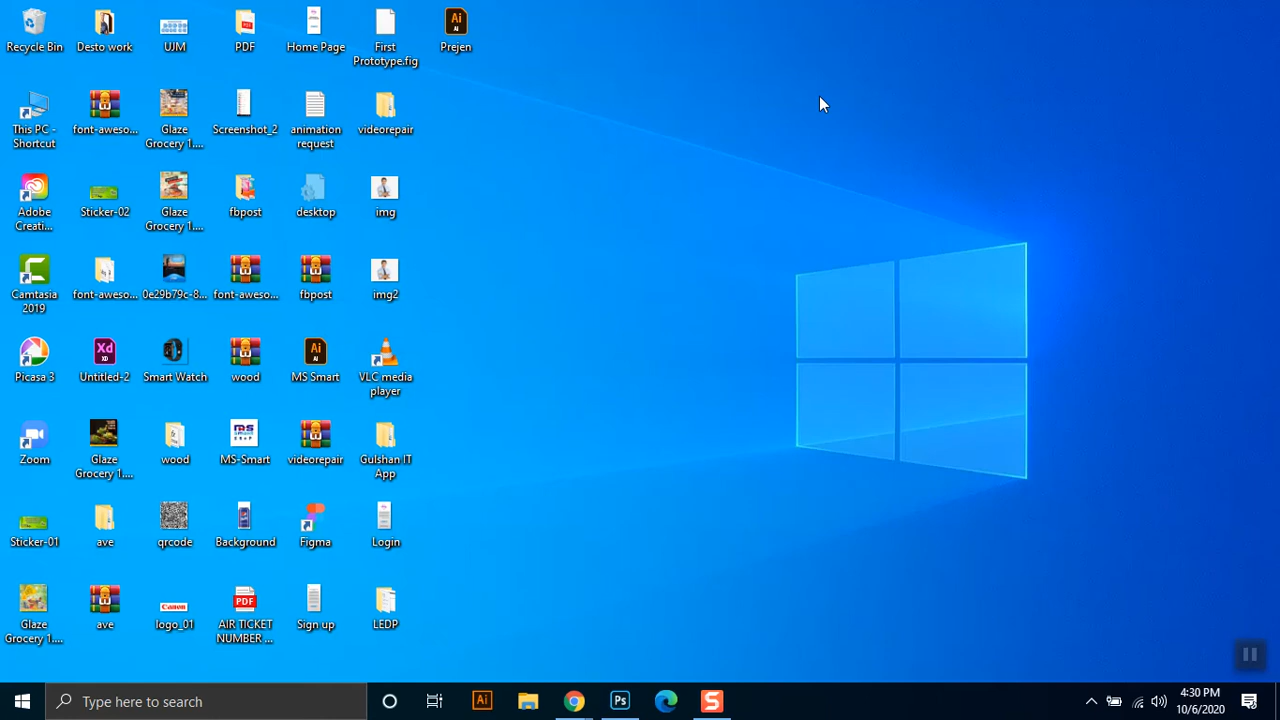 Recycle Bin
Desto work
UJM
PDF
Home Page
First
Prototype.fig
Prejen
This PC -
Shortcut
font-aweso...
Glaze
Grocery 1....
Screenshot_2
animation
request
videorepair
Adobe
Creati...
Sticker-02
Glaze
Grocery 1....
fbpost
desktop
img
Camtasia
2019
font-aweso...
0e29b79c-8...
font-aweso...
fbpost
img2
Picasa 3
Untitled-2
Smart Watch
wood
MS Smart
VLC media
player
Zoom
Glaze
Grocery 1....
wood
MS-Smart
videorepair
Gulshan IT
App
Sticker-01
ave
qrcode
Background
Figma
Login
Glaze
Grocery 1....
ave
logo_01
AIR TICKET
NUMBER ...
Sign up
LEDP
Type here to search
4:30 PM
10/6/2020